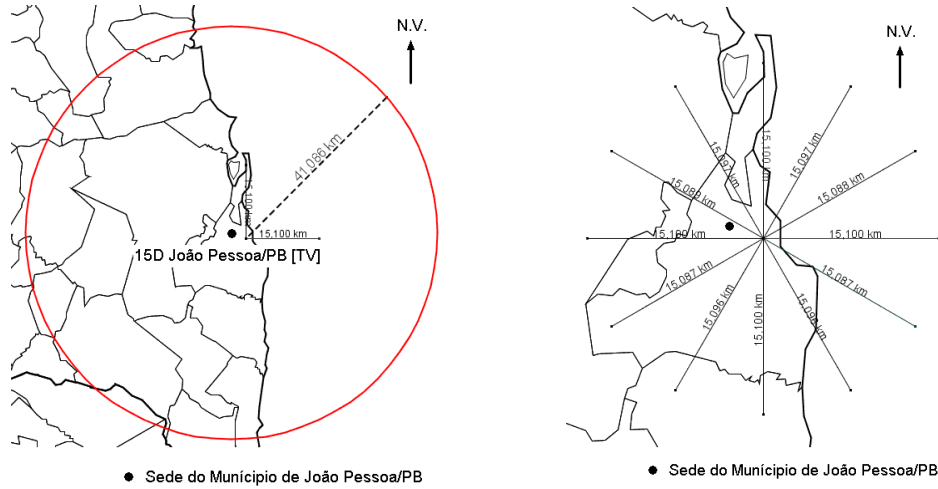 N.V.
41,086 km
15,100 km
15,100 km
15D João Pessoa/PB [TV]
Sede do Munícipio de João Pessoa/PB
N.V.
15,097 km
15,100 km
15,097 km
15,088 km
15,088 km
15,100 km
15,100 km
15,087 km
15,087 km
15,096 km
15,100 km
15,096 km
Sede do Munícipio de João Pessoa/PB